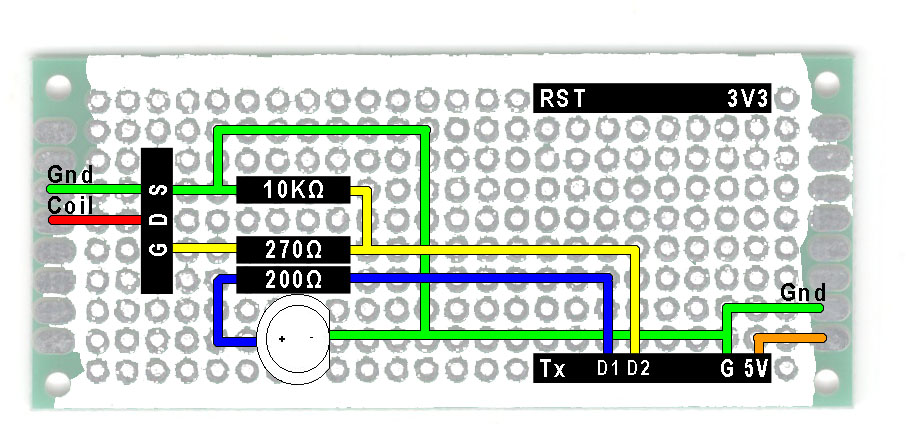 RST 3V3
Gnd
Coil
S
D
G
10KΩ
270Ω
200Ω
+ -
Gnd
Tx D1 D2 G 5V